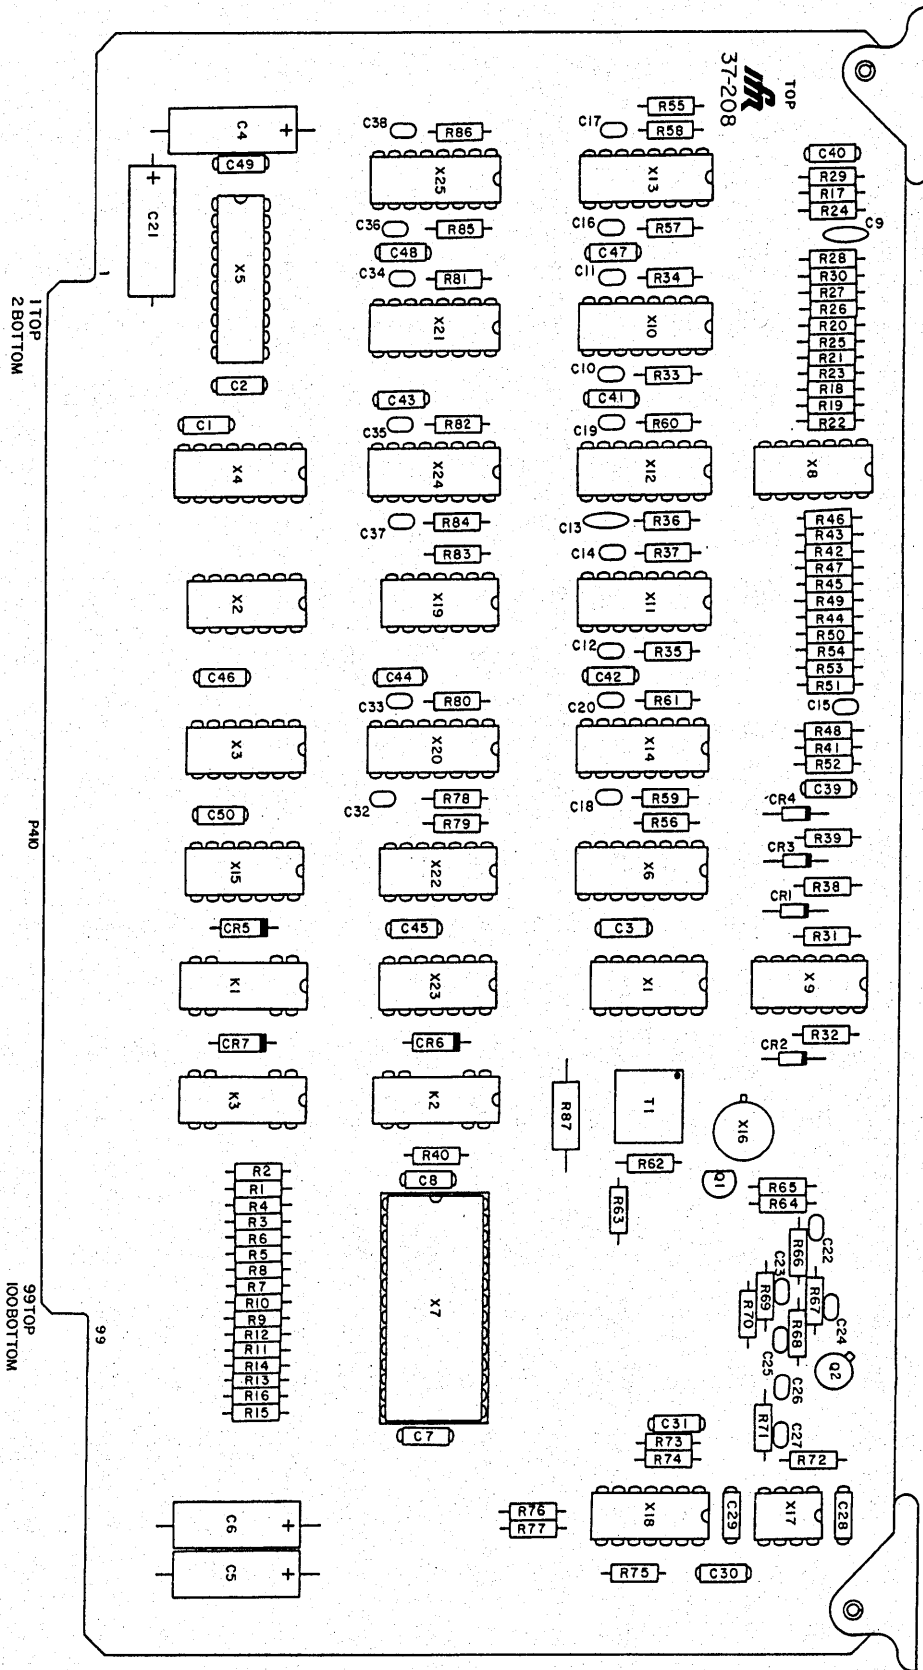 TOP
IFR
37-208
R55
C38
R86
C17
R58
C4
+
C49
X25
X13
C40
R29
R17
R24
C9
+
C21
C36
R85
C16
R57
C48
C47
X5
C34
R81
C11
R34
R28
R30
R27
R26
R20
R25
R21
R23
R18
R19
R22
1
1 TOP
2 BOTTOM
X21
X10
C10
R33
C2
C43
C41
C1
C35
R82
C19
R60
X4
X24
X12
X8
C37
R84
C13
R36
R83
C14
R37
R46
R43
R42
R47
R45
R49
R44
R50
R54
R53
R51
X2
X19
X11
C12
R35
C46
C44
C42
C33
R80
C20
R61
C15
R48
R41
R52
X3
X20
X14
C39
C32
R78
C18
R59
R79
R56
CR4
C50
R39
P410
CR3
X15
X22
X6
R38
CR1
CR5
C45
C3
R31
K1
X23
X1
X9
CR7
CR6
R32
CR2
K3
K2
R87
T1
X16
R40
R62
C8
Q1
R2
R1
R4
R3
R6
R5
R8
R7
R10
R9
R12
R11
R14
R13
R16
R15
R63
R65
R64
C22
R66
C23
R69
R67
R70
C24
R68
C25
Q2
C26
X7
99 TOP
100 BOTTOM
99
R71
C27
C31
R73
R74
R72
C7
C6
+
C5
+
R76
R77
X18
C29
X17
C28
R75
C30